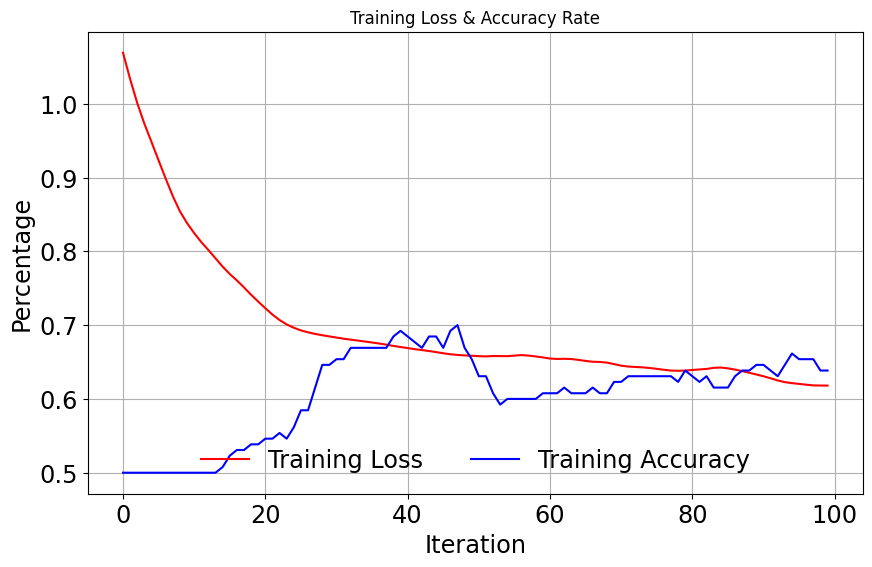 Training Loss & Accuracy Rate
Percentage
1.0
0.9
0.8
0.7
0.6
0.5
Training Loss
Training Accuracy
0 20 40 60 80 100
Iteration